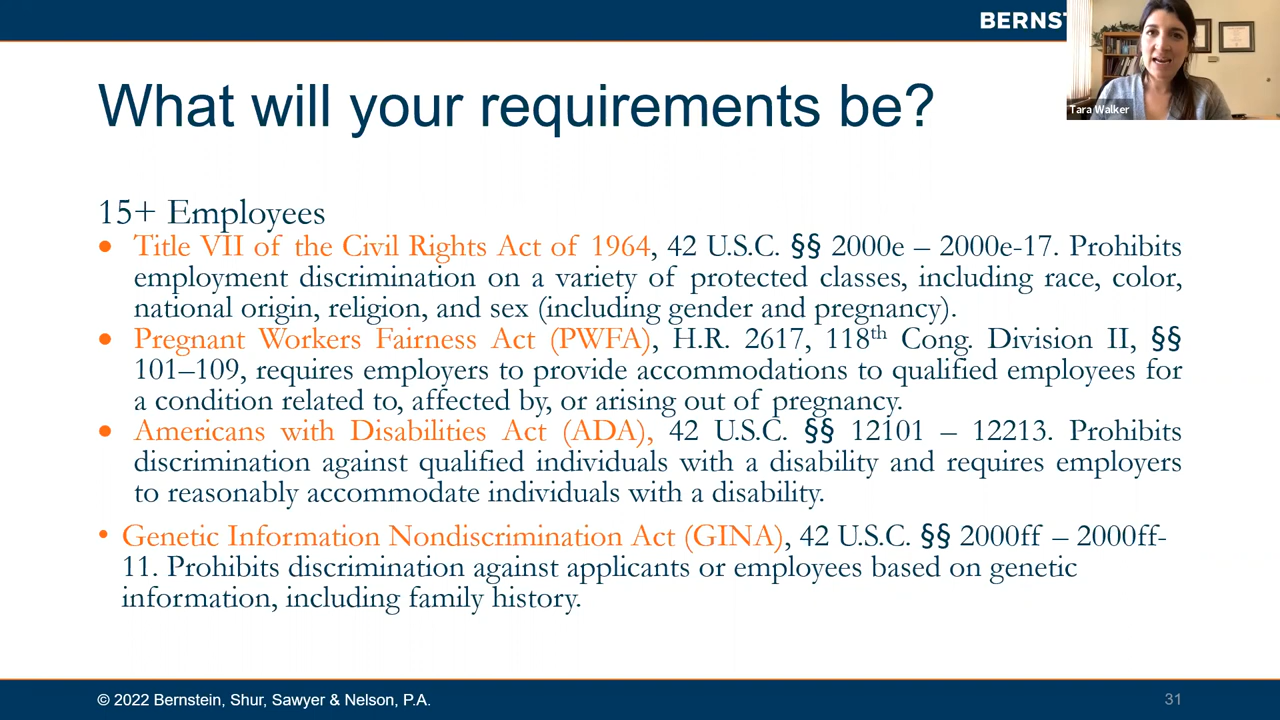 BERNST
Tara Walker
What will your requirements be?
15+ Employees
• Title VII of the Civil Rights Act of 1964, 42 U.S.C. §§ 2000e – 2000e-17. Prohibits
employment discrimination on a variety of protected classes, including race, color,
national origin, religion, and sex (including gender and pregnancy).
• Pregnant Workers Fairness Act (PWFA), H.R. 2617, 118th Cong. Division II, §§
101–109, requires employers to provide accommodations to qualified employees for
a condition related to, affected by, or arising out of pregnancy.
• Americans with Disabilities Act (ADA), 42 U.S.C. §§ 12101 – 12213. Prohibits
discrimination against qualified individuals with a disability and requires employers
to reasonably accommodate individuals with a disability.
• Genetic Information Nondiscrimination Act (GINA), 42 U.S.C. §§ 2000ff – 2000ff-
11. Prohibits discrimination against applicants or employees based on genetic
information, including family history.
© 2022 Bernstein, Shur, Sawyer & Nelson, P.A.
31